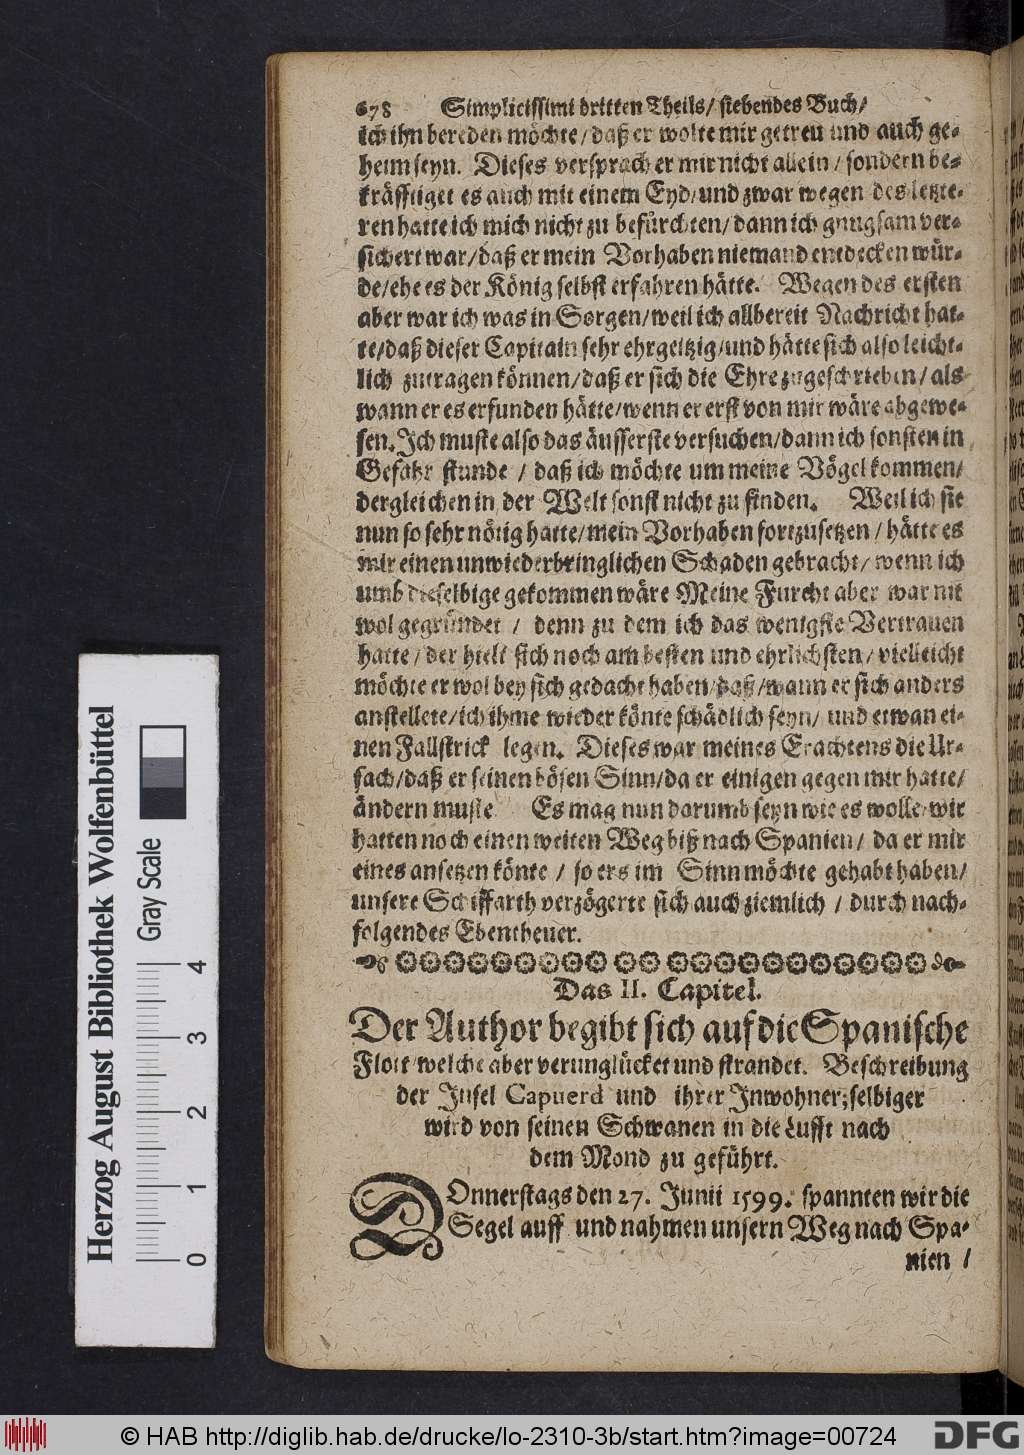 678 Simplicissimi dritten Theils/ siebendes Buch/
ich ihn bereden möchte/ daß er wolte mir getreu und auch ge-
heim seyn. Dieses versprach er mir nicht allein/ sondern be-
kräfftiget es auch mit einem Eyd/ und zwar wegen des letzte-
ren hatte ich mich nicht zu befürchten/ dann ich gnugsam ver-
sichert war/ daß er mein Vorhaben niemand entdecken wür-
de/ ehe es der König selbst erfahren hätte. Wegen des ersten
aber war ich was in Sorgen/ weil ich allbereit Nachricht hat-
te/ daß dieser Capitain sehr ehrgeitzig/ und hätte sich also leicht-
lich zutragen können/ daß er sich die Ehre zugeschrieben/ als
wann er es erfunden hätte/ wenn er erst von mir wäre abgewe-
sen. Ich muste also das äusserste versuchen/ dann ich sonsten in
Gefahr stunde / daß ich möchte um meine Vögel kommen/
dergleichen in der Welt sonst nicht zu finden. Weil ich sie
nun so sehr nötig hatte/ mein Vorhaben fortzusetzen / hätte es
mir einen unwiederbringlichen Schaden gebracht/ wenn ich
umb dieselbige gekommen wäre Meine Furcht aber war nit
wol gegründet / denn zu dem ich das wenigste Vertrauen
hatte / der hielt sich noch am besten und ehrlichsten/ vielleicht
möchte er wol bey sich gedacht haben/ daß/ wann er sich anders
anstellete/ ich ihme wieder könte schädlich seyn/ und etwan ei-
nen Fallstrick legen. Dieses war meines Erachtens die Ur-
sach/ daß er seinen bösen Sinn/ da er einigen gegen mir hatte/
ändern muste Es mag nun darumb seyn wie es wolle/ wir
hatten noch einen weiten Weg biß nach Spanien/ da er mir
eines ansetzen könte / so ers im Sinn möchte gehabt haben/
unsere Schiffarth verzögerte sich auch ziemlich / durch nach-
folgendes Ebentheuer.
Das II. Capitel.
Der Author begibt sich auf die Spanische
Flott welche aber verunglücket und strandet. Beschreibung
der Insel Capuerd und ihrer Inwohner; selbiger
wird von seinen Schwanen in die Lufft nach
dem Mond zu geführt.
DOnnerstags den 27. Junii 1599. spannten wir die
Segel auff und nahmen unsern Weg nach Spa-
nien /
Herzog August Bibliothek Wolfenbüttel
Gray Scale
0 1 2 3 4
© HAB http://diglib.hab.de/drucke/lo-2310-3b/start.htm?image=00724
DFG